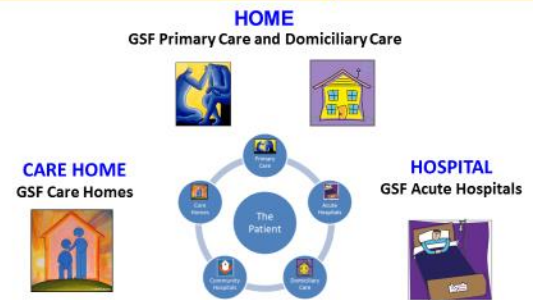 HOME
GSF Primary Care and Domiciliary Care
CARE HOME
GSF Care Homes
HOSPITAL
GSF Acute Hospitals
Primary
Care
Care
Homes
Acute
Hospitals
The
Patient
Community
Hospitals
Domiciliary
Care